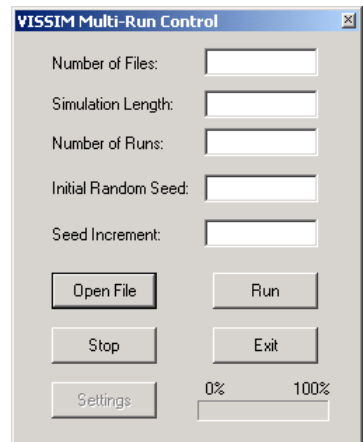 VISSIM Multi-Run Control
Number of Files:
Simulation Length:
Number of Runs:
Initial Random Seed:
Seed Increment:
Open File Run
Stop Exit
Settings 0% 100%